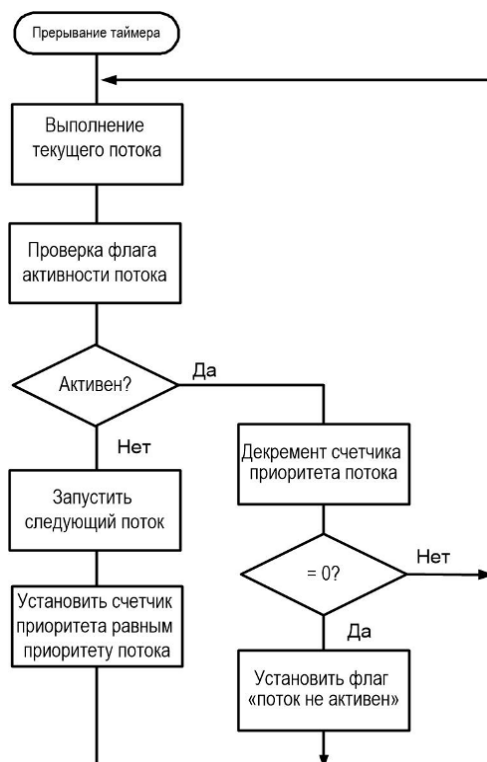 Прерывание таймера
Выполнение
текущего потока
Проверка флага
активности потока
Активен?
Да
Нет
Декремент счетчика
приоритета потока
Запустить
следующий поток
= 0?
Нет
Установить счетчик
приоритета равным
приоритету потока
Да
Установить флаг
«поток не активен»